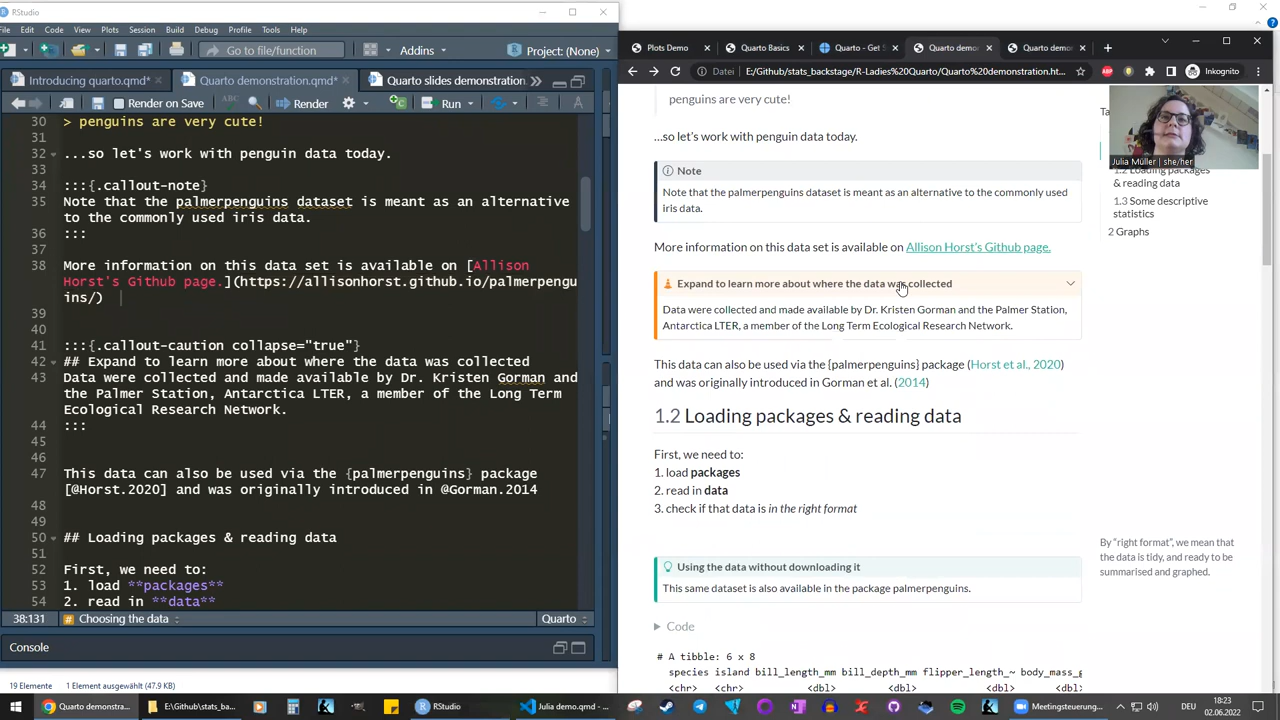 RStudio
File Edit Code View Plots Session Build Debug Profile Tools Help
Go to file/function
Addins
Project: (None)
Introducing quarto.qmd*
Quarto demonstration.qmd*
Quarto slides demonstration
Render on Save
Render
Run
30 > penguins are very cute!
31
32 ...so let's work with penguin data today.
33
34 :::{.callout-note}
35 Note that the palmerpenguins dataset is meant as an alternative
to the commonly used iris data.
36 :::
37
38 More information on this data set is available on [Allison
Horst's Github page.](https://allisonhorst.github.io/palmerpengu
ins/)
39
40
41 :::{.callout-caution collapse="true"}
42 ## Expand to learn more about where the data was collected
43 Data were collected and made available by Dr. Kristen Gorman and
the Palmer Station, Antarctica LTER, a member of the Long Term
Ecological Research Network.
44 :::
45
46
47 This data can also be used via the {palmerpenguins} package
[@Horst.2020] and was originally introduced in @Gorman.2014
48
49
50 ## Loading packages & reading data
51
52 First, we need to:
53 1. load **packages**
54 2. read in **data**
38:131
Choosing the data
Quarto
Console
19 Elemente
1 Element ausgewählt (47.9 KB)
Plots Demo
Quarto Basics
Quarto - Get S
Quarto demo
Quarto demo
Datei
E:/Github/stats_backstage/R-Ladies%20Quarto/Quarto%20demonstration.ht...
Inkognito
penguins are very cute!
...so let's work with penguin data today.
Note
Note that the palmerpenguins dataset is meant as an alternative to the commonly used
iris data.
More information on this data set is available on Allison Horst's Github page.
Expand to learn more about where the data was collected
Data were collected and made available by Dr. Kristen Gorman and the Palmer Station,
Antarctica LTER, a member of the Long Term Ecological Research Network.
This data can also be used via the {palmerpenguins} package (Horst et al., 2020)
and was originally introduced in Gorman et al. (2014)
1.2 Loading packages & reading data
First, we need to:
1. load packages
2. read in data
3. check if that data is in the right format
Using the data without downloading it
This same dataset is also available in the package palmerpenguins.
Code
# A tibble: 6 x 8
species island bill_length_mm bill_depth_mm flipper_length_~ body_mass_g
<chr> <chr> <dbl> <dbl> <dbl> <dbl>
Ta
Julia Müller | she/her
1.2 Loading packages
& reading data
1.3 Some descriptive
statistics
2 Graphs
By "right format", we mean that
the data is tidy, and ready to be
summarised and graphed.
Quarto demonstra...
E:\Github\stats_ba...
RStudio
Julia demo.qmd - ...
Meetingsteuerung...
18:23
02.06.2022